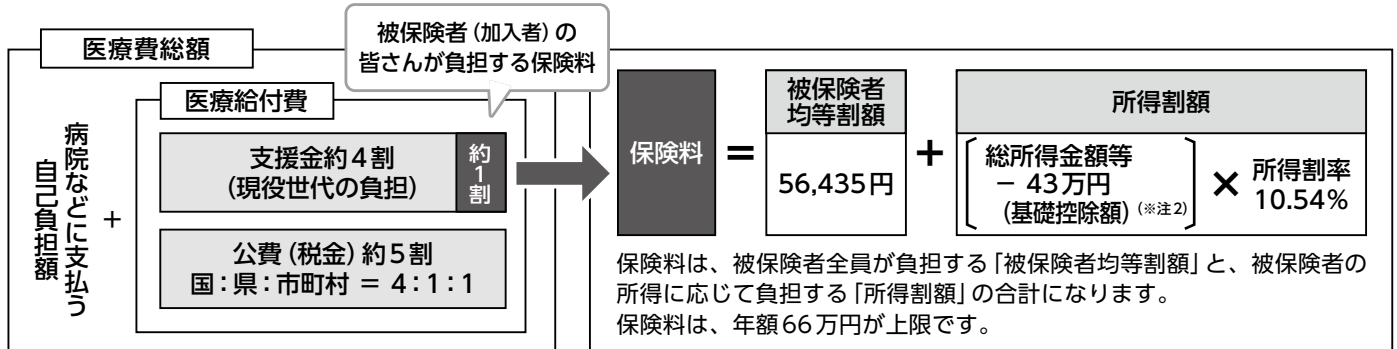 医療費総額
被保険者（加入者）の
皆さんが負担する保険料
病院などに支払う
自己負担額
＋
医療給付費
支援金約４割
（現役世代の負担）
約１割
公費（税金）約５割
国：県：市町村 ＝ 4：1：1
保険料
＝
被保険者
均等割額
56,435円
＋
所得割額
総所得金額等
－ 43万円
（基礎控除額）（※注2）
×
所得割率
10.54%
保険料は、被保険者全員が負担する「被保険者均等割額」と、被保険者の
所得に応じて負担する「所得割額」の合計になります。
保険料は、年額66万円が上限です。